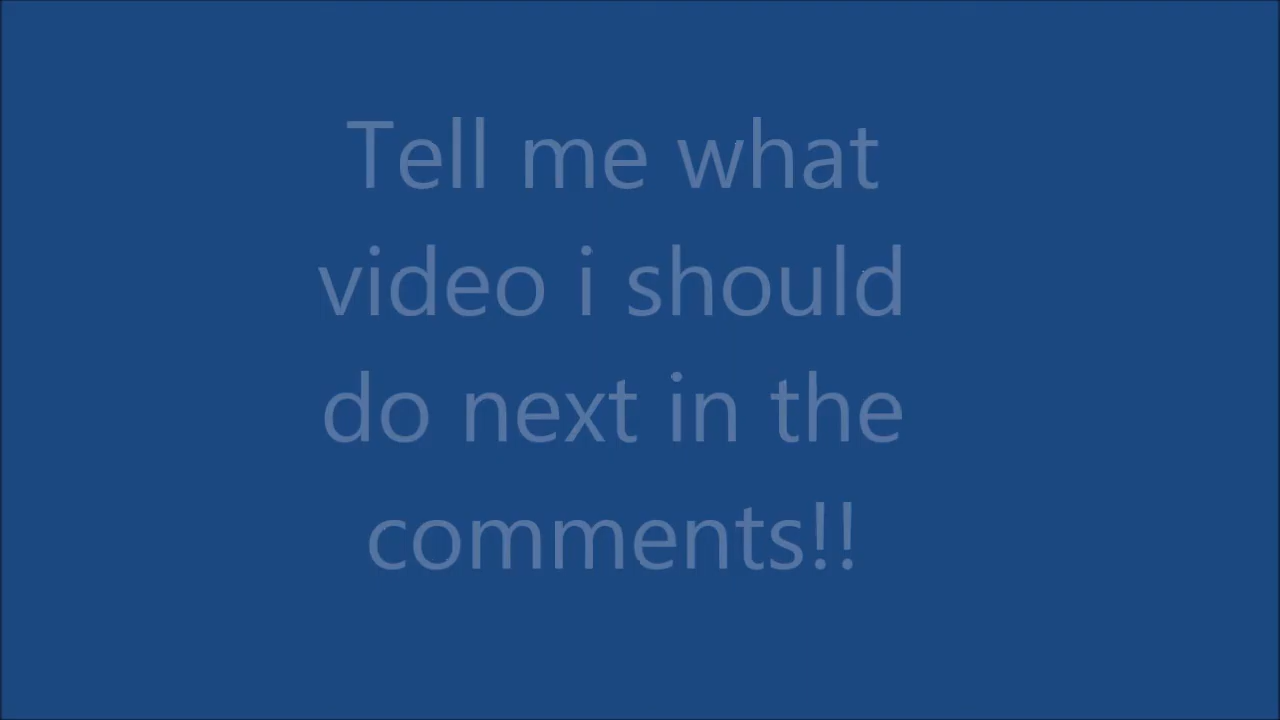 Tell me what
video i should
do next in the
comments!!